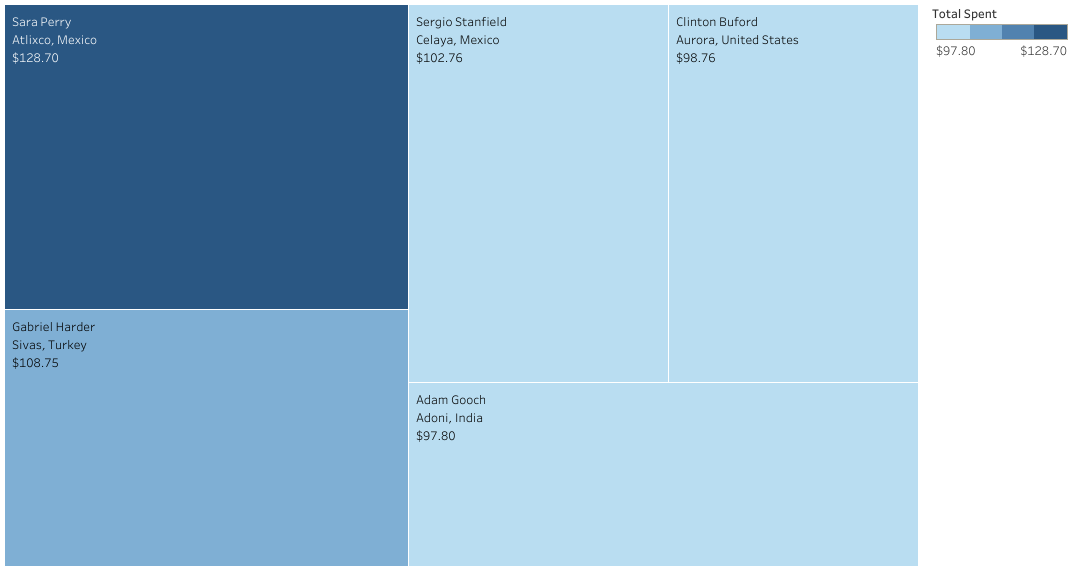 Sara Perry
Atlixco, Mexico
$128.70
Sergio Stanfield
Celaya, Mexico
$102.76
Clinton Buford
Aurora, United States
$98.76
Gabriel Harder
Sivas, Turkey
$108.75
Adam Gooch
Adoni, India
$97.80
Total Spent
$97.80 $128.70